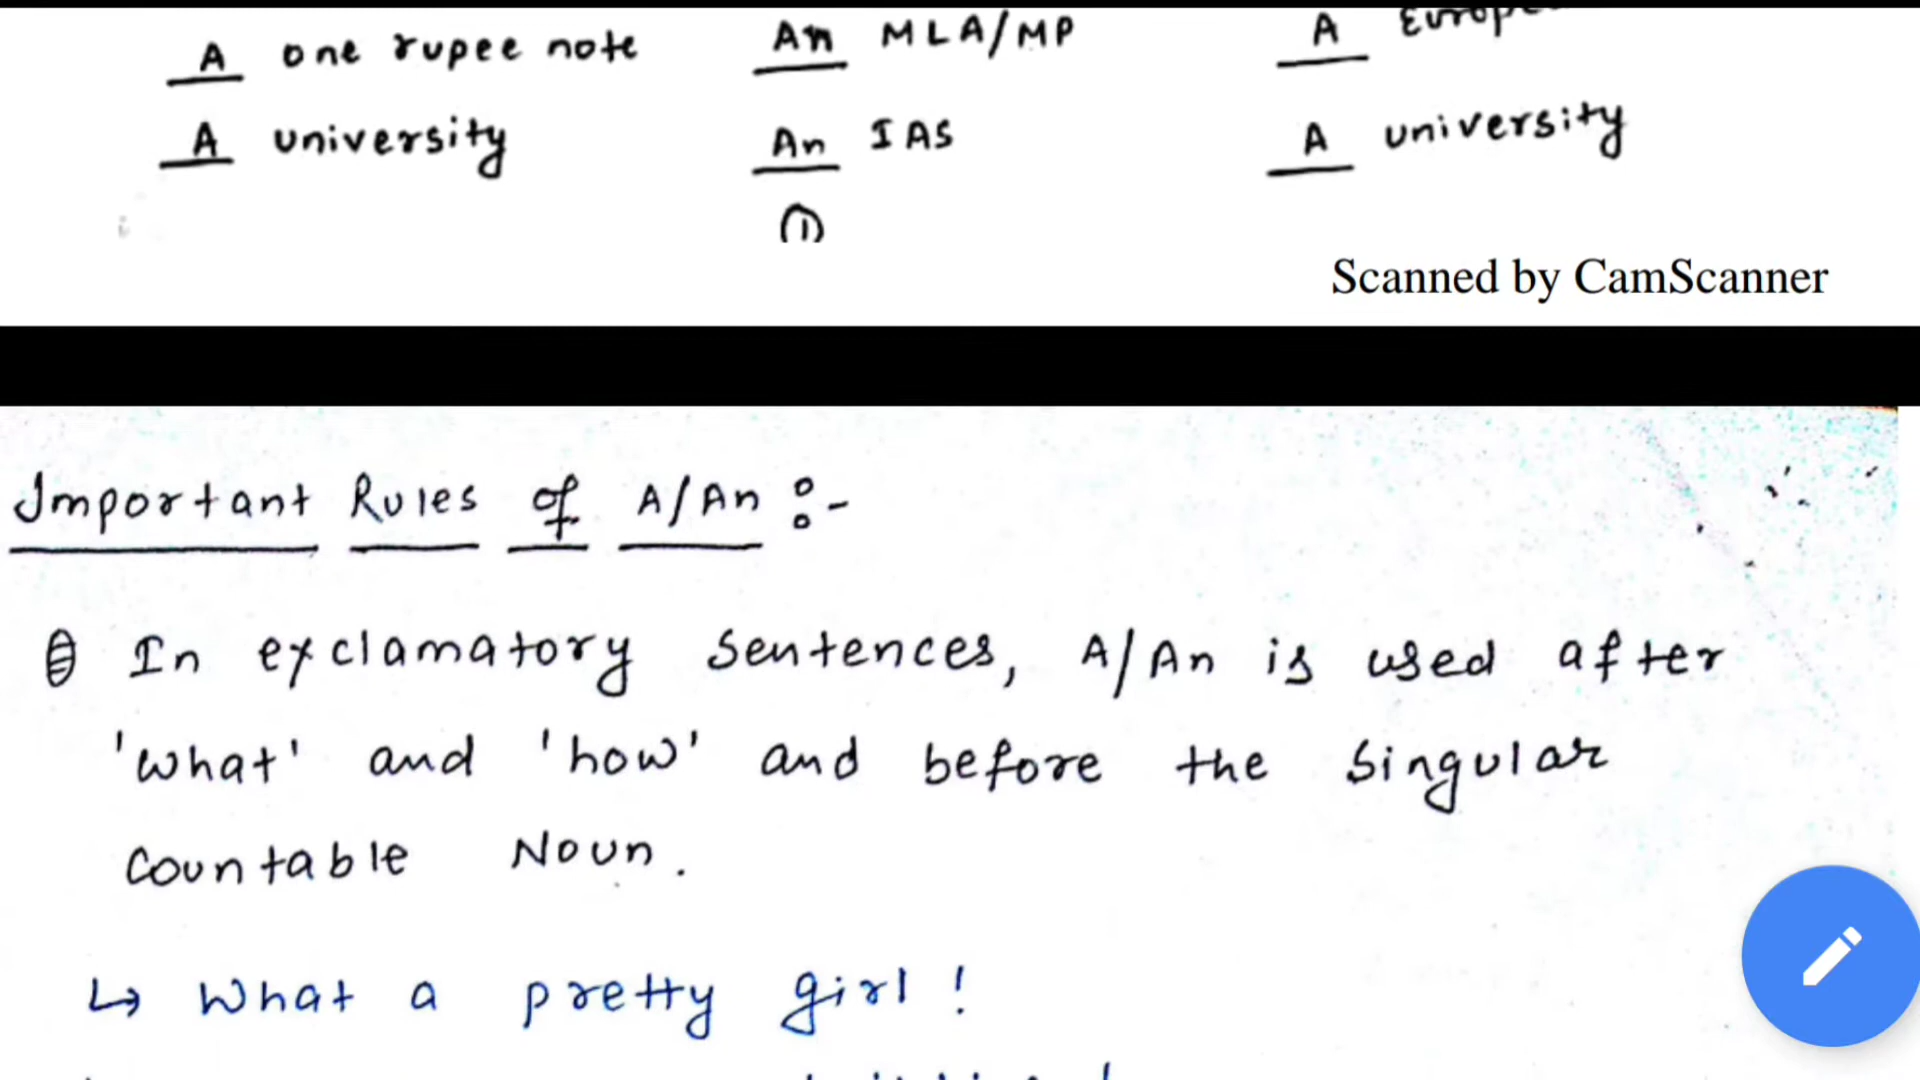 A one rupee note An MLA/MP A
A university An IAS A university
1
Scanned by CamScanner
Important Rules of A/An :-
In exclamatory sentences, A/An is used after
'what' and 'how' and before the singular
Countable Noun.
↳ What a pretty girl !